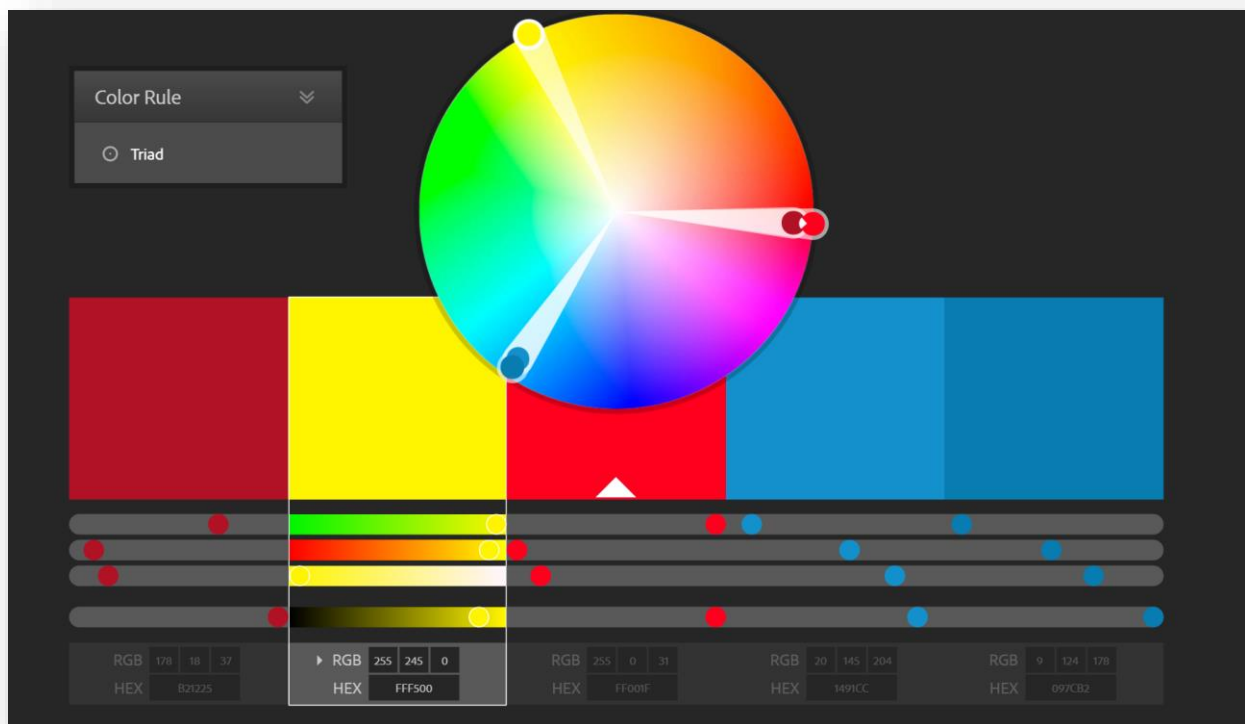 Color Rule
Triad
RGB 178 18 37
HEX B21225
RGB 255 245 0
HEX FFF500
RGB 255 0 31
HEX FF001F
RGB 20 145 204
HEX 1491CC
RGB 9 124 178
HEX 097CB2